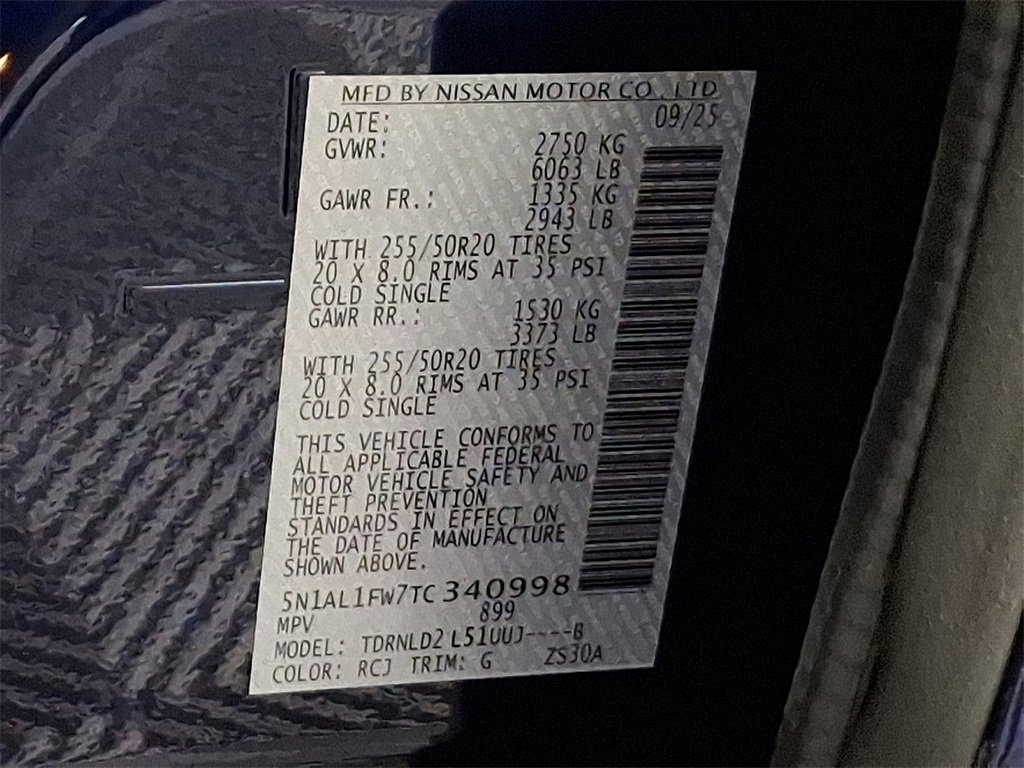 MFD BY NISSAN MOTOR CO., LTD
DATE: 09/25
GVWR: 2750 KG
6063 LB
GAWR FR.: 1335 KG
2943 LB
WITH 255/50R20 TIRES
20 X 8.0 RIMS AT 35 PSI
COLD SINGLE
GAWR RR.: 1530 KG
3373 LB
WITH 255/50R20 TIRES
20 X 8.0 RIMS AT 35 PSI
COLD SINGLE
THIS VEHICLE CONFORMS TO
ALL APPLICABLE FEDERAL
MOTOR VEHICLE SAFETY AND
THEFT PREVENTION
STANDARDS IN EFFECT ON
THE DATE OF MANUFACTURE
SHOWN ABOVE.
5N1AL1FW7TC 340998
MPV 899
MODEL: TDRNLD2 L51UUJ----B
COLOR: RCJ TRIM: G ZS30A